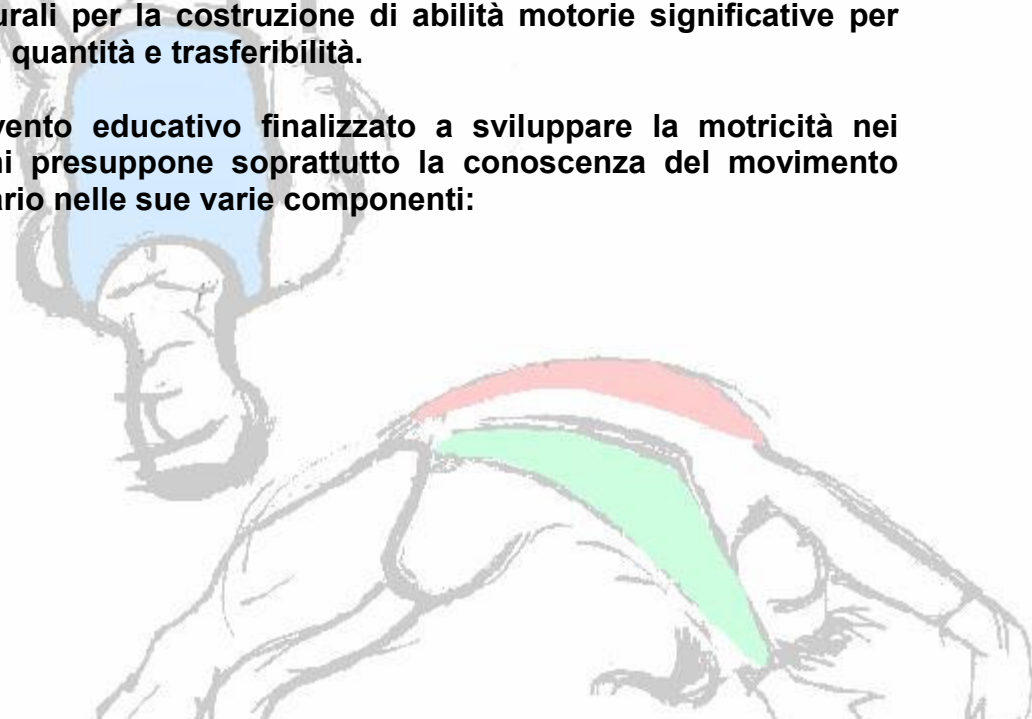 urali per la costruzione di abilità motorie significative per
quantità e trasferibilità.
vento educativo finalizzato a sviluppare la motricità nei
ni presuppone soprattutto la conoscenza del movimento
ario nelle sue varie componenti: